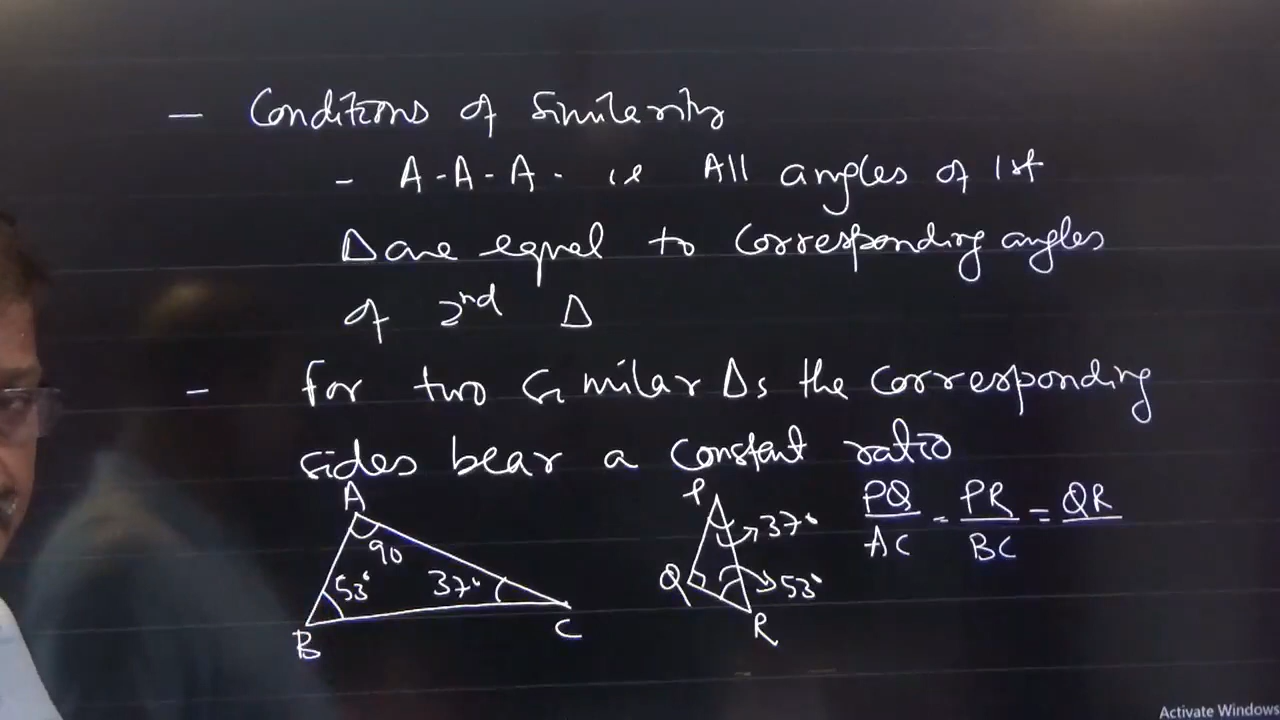 — Conditions of Similarity
- A-A-A- ie All angles of 1st
Δ are equal to corresponding angles
of 2nd Δ
- For two Similar Δs the corresponding
sides bear a constant ratio
A
90
53°
37°
B
C
P
37°
Q
53°
R
PQ/AC = PR/BC = QR/
Activate Windows